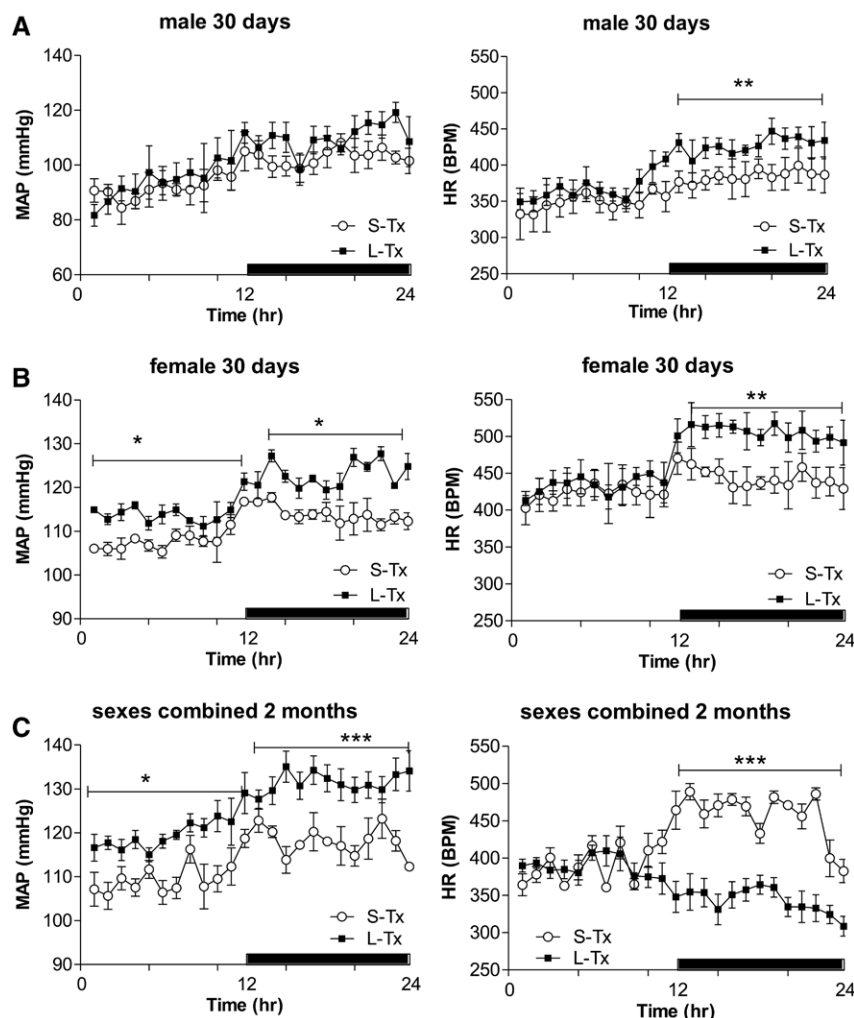 A
male 30 days
MAP (mmHg)
140
120
100
80
60
S-Tx
L-Tx
0 12 24
Time (hr)
male 30 days
HR (BPM)
550
500
450
400
350
300
250
**
S-Tx
L-Tx
0 12 24
Time (hr)
B
female 30 days
MAP (mmHg)
140
130
120
110
100
90
* *
S-Tx
L-Tx
0 12 24
Time (hr)
female 30 days
HR (BPM)
550
500
450
400
350
300
250
**
S-Tx
L-Tx
0 12 24
Time (hr)
C
sexes combined 2 months
MAP (mmHg)
140
130
120
110
100
90
* ***
S-Tx
L-Tx
0 12 24
Time (hr)
sexes combined 2 months
HR (BPM)
550
500
450
400
350
300
250
***
S-Tx
L-Tx
0 12 24
Time (hr)